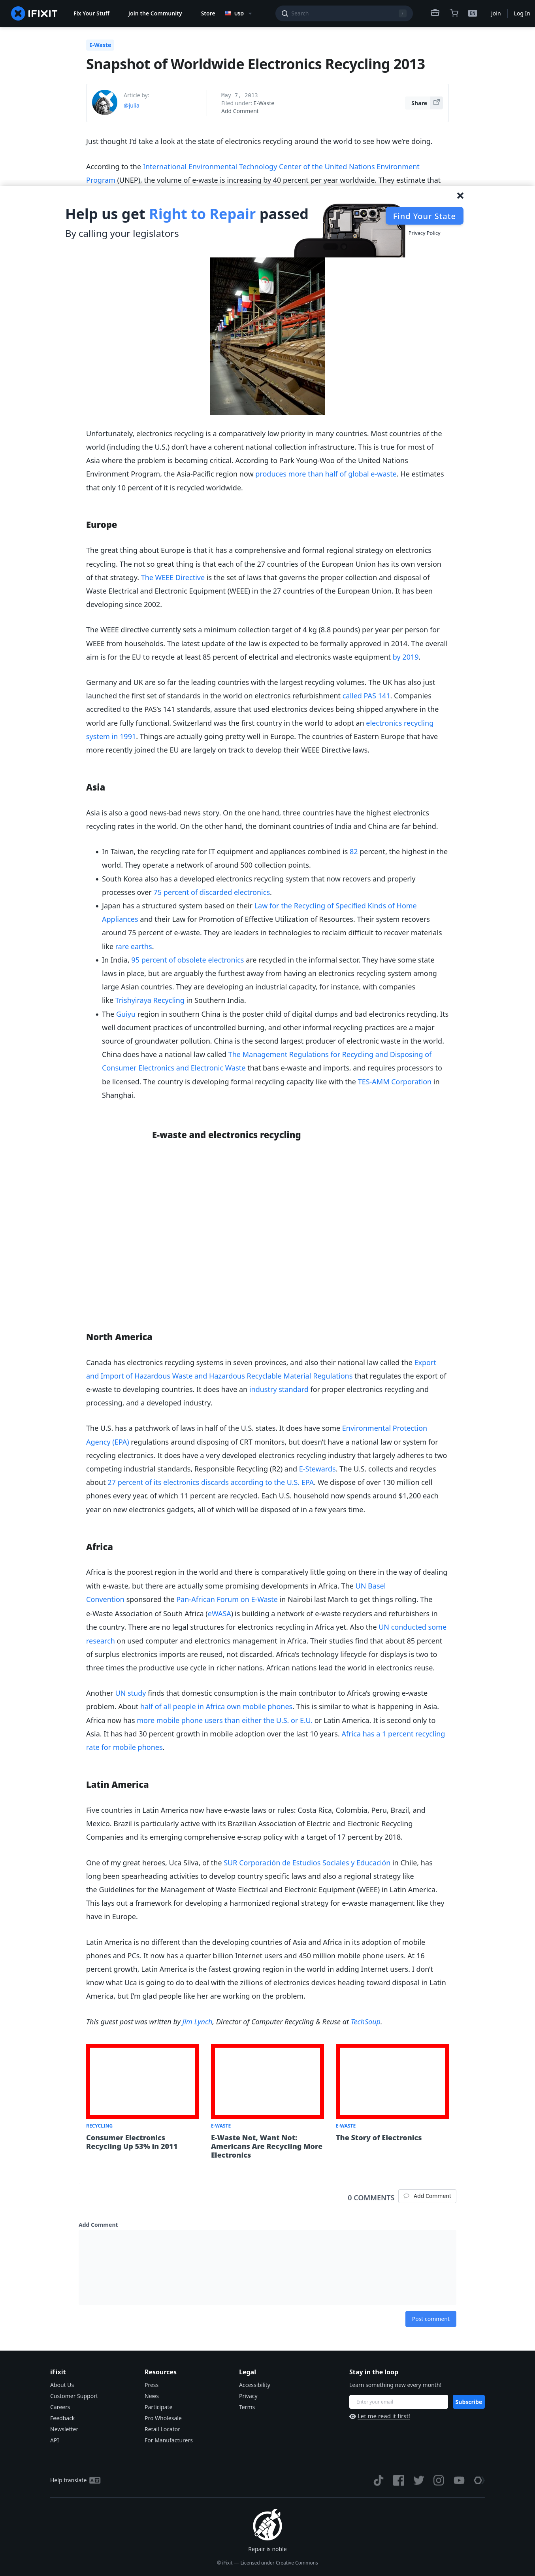 IFIXIT
Fix Your Stuff
Join the Community
Store
USD
Search
/
EN
Join
Log In
E-Waste
Snapshot of Worldwide Electronics Recycling 2013
Article by:
@julia
May 7, 2013
Filed under: E-Waste
Add Comment
Share
Just thought I'd take a look at the state of electronics recycling around the world to see how we're doing.
According to the International Environmental Technology Center of the United Nations Environment
Program (UNEP), the volume of e-waste is increasing by 40 percent per year worldwide. They estimate that
Help us get Right to Repair passed
By calling your legislators
Find Your State
Privacy Policy
Unfortunately, electronics recycling is a comparatively low priority in many countries. Most countries of the
world (including the U.S.) don't have a coherent national collection infrastructure. This is true for most of
Asia where the problem is becoming critical. According to Park Young-Woo of the United Nations
Environment Program, the Asia-Pacific region now produces more than half of global e-waste. He estimates
that only 10 percent of it is recycled worldwide.
Europe
The great thing about Europe is that it has a comprehensive and formal regional strategy on electronics
recycling. The not so great thing is that each of the 27 countries of the European Union has its own version
of that strategy. The WEEE Directive is the set of laws that governs the proper collection and disposal of
Waste Electrical and Electronic Equipment (WEEE) in the 27 countries of the European Union. It has been
developing since 2002.
The WEEE directive currently sets a minimum collection target of 4 kg (8.8 pounds) per year per person for
WEEE from households. The latest update of the law is expected to be formally approved in 2014. The overall
aim is for the EU to recycle at least 85 percent of electrical and electronics waste equipment by 2019.
Germany and UK are so far the leading countries with the largest recycling volumes. The UK has also just
launched the first set of standards in the world on electronics refurbishment called PAS 141. Companies
accredited to the PAS's 141 standards, assure that used electronics devices being shipped anywhere in the
world are fully functional. Switzerland was the first country in the world to adopt an electronics recycling
system in 1991. Things are actually going pretty well in Europe. The countries of Eastern Europe that have
more recently joined the EU are largely on track to develop their WEEE Directive laws.
Asia
Asia is also a good news-bad news story. On the one hand, three countries have the highest electronics
recycling rates in the world. On the other hand, the dominant countries of India and China are far behind.
• In Taiwan, the recycling rate for IT equipment and appliances combined is 82 percent, the highest in the
world. They operate a network of around 500 collection points.
• South Korea also has a developed electronics recycling system that now recovers and properly
processes over 75 percent of discarded electronics.
• Japan has a structured system based on their Law for the Recycling of Specified Kinds of Home
Appliances and their Law for Promotion of Effective Utilization of Resources. Their system recovers
around 75 percent of e-waste. They are leaders in technologies to reclaim difficult to recover materials
like rare earths.
• In India, 95 percent of obsolete electronics are recycled in the informal sector. They have some state
laws in place, but are arguably the furthest away from having an electronics recycling system among
large Asian countries. They are developing an industrial capacity, for instance, with companies
like Trishyiraya Recycling in Southern India.
• The Guiyu region in southern China is the poster child of digital dumps and bad electronics recycling. Its
well document practices of uncontrolled burning, and other informal recycling practices are a major
source of groundwater pollution. China is the second largest producer of electronic waste in the world.
China does have a national law called The Management Regulations for Recycling and Disposing of
Consumer Electronics and Electronic Waste that bans e-waste and imports, and requires processors to
be licensed. The country is developing formal recycling capacity like with the TES-AMM Corporation in
Shanghai.
E-waste and electronics recycling
North America
Canada has electronics recycling systems in seven provinces, and also their national law called the Export
and Import of Hazardous Waste and Hazardous Recyclable Material Regulations that regulates the export of
e-waste to developing countries. It does have an industry standard for proper electronics recycling and
processing, and a developed industry.
The U.S. has a patchwork of laws in half of the U.S. states. It does have some Environmental Protection
Agency (EPA) regulations around disposing of CRT monitors, but doesn't have a national law or system for
recycling electronics. It does have a very developed electronics recycling industry that largely adheres to two
competing industrial standards, Responsible Recycling (R2) and E-Stewards. The U.S. collects and recycles
about 27 percent of its electronics discards according to the U.S. EPA. We dispose of over 130 million cell
phones every year, of which 11 percent are recycled. Each U.S. household now spends around $1,200 each
year on new electronics gadgets, all of which will be disposed of in a few years time.
Africa
Africa is the poorest region in the world and there is comparatively little going on there in the way of dealing
with e-waste, but there are actually some promising developments in Africa. The UN Basel
Convention sponsored the Pan-African Forum on E-Waste in Nairobi last March to get things rolling. The
e-Waste Association of South Africa (eWASA) is building a network of e-waste recyclers and refurbishers in
the country. There are no legal structures for electronics recycling in Africa yet. Also the UN conducted some
research on used computer and electronics management in Africa. Their studies find that about 85 percent
of surplus electronics imports are reused, not discarded. Africa's technology lifecycle for displays is two to
three times the productive use cycle in richer nations. African nations lead the world in electronics reuse.
Another UN study finds that domestic consumption is the main contributor to Africa's growing e-waste
problem. About half of all people in Africa own mobile phones. This is similar to what is happening in Asia.
Africa now has more mobile phone users than either the U.S. or E.U. or Latin America. It is second only to
Asia. It has had 30 percent growth in mobile adoption over the last 10 years. Africa has a 1 percent recycling
rate for mobile phones.
Latin America
Five countries in Latin America now have e-waste laws or rules: Costa Rica, Colombia, Peru, Brazil, and
Mexico. Brazil is particularly active with its Brazilian Association of Electric and Electronic Recycling
Companies and its emerging comprehensive e-scrap policy with a target of 17 percent by 2018.
One of my great heroes, Uca Silva, of the SUR Corporación de Estudios Sociales y Educación in Chile, has
long been spearheading activities to develop country specific laws and also a regional strategy like
the Guidelines for the Management of Waste Electrical and Electronic Equipment (WEEE) in Latin America.
This lays out a framework for developing a harmonized regional strategy for e-waste management like they
have in Europe.
Latin America is no different than the developing countries of Asia and Africa in its adoption of mobile
phones and PCs. It now has a quarter billion Internet users and 450 million mobile phone users. At 16
percent growth, Latin America is the fastest growing region in the world in adding Internet users. I don't
know what Uca is going to do to deal with the zillions of electronics devices heading toward disposal in Latin
America, but I'm glad people like her are working on the problem.
This guest post was written by Jim Lynch, Director of Computer Recycling & Reuse at TechSoup.
RECYCLING
Consumer Electronics
Recycling Up 53% in 2011
E-WASTE
E-Waste Not, Want Not:
Americans Are Recycling More
Electronics
E-WASTE
The Story of Electronics
0 COMMENTS
Add Comment
Add Comment
Post comment
iFixit
About Us
Customer Support
Careers
Feedback
Newsletter
API
Resources
Press
News
Participate
Pro Wholesale
Retail Locator
For Manufacturers
Legal
Accessibility
Privacy
Terms
Stay in the loop
Learn something new every month!
Enter your email
Subscribe
Let me read it first!
Help translate
Repair is noble
© iFixit — Licensed under Creative Commons